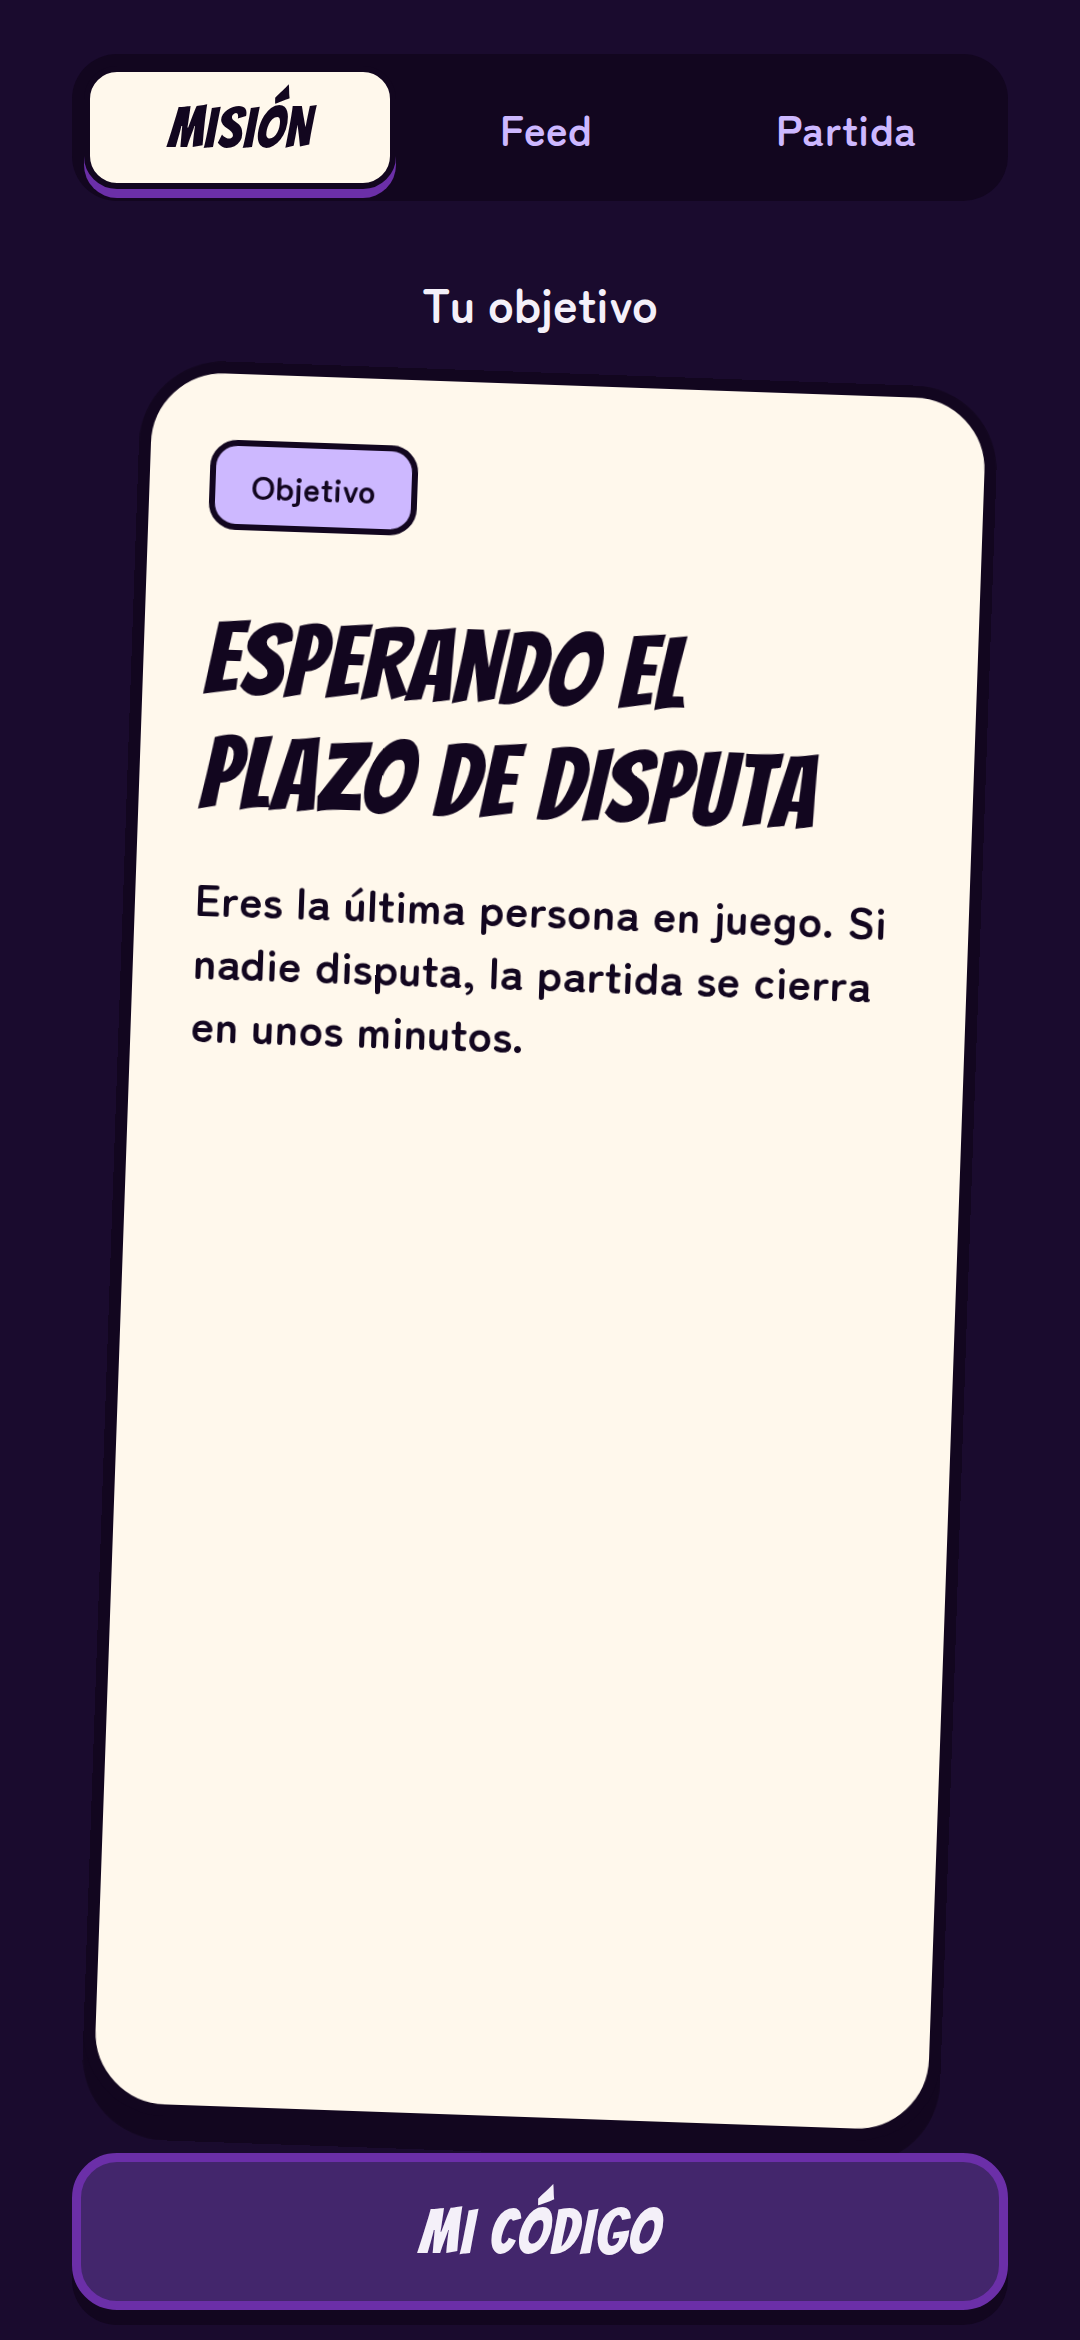 MISIÓN
Feed
Partida
Tu objetivo
Objetivo
ESPERANDO EL
PLAZO DE DISPUTA
Eres la última persona en juego. Si
nadie disputa, la partida se cierra
en unos minutos.
MI CÓDIGO